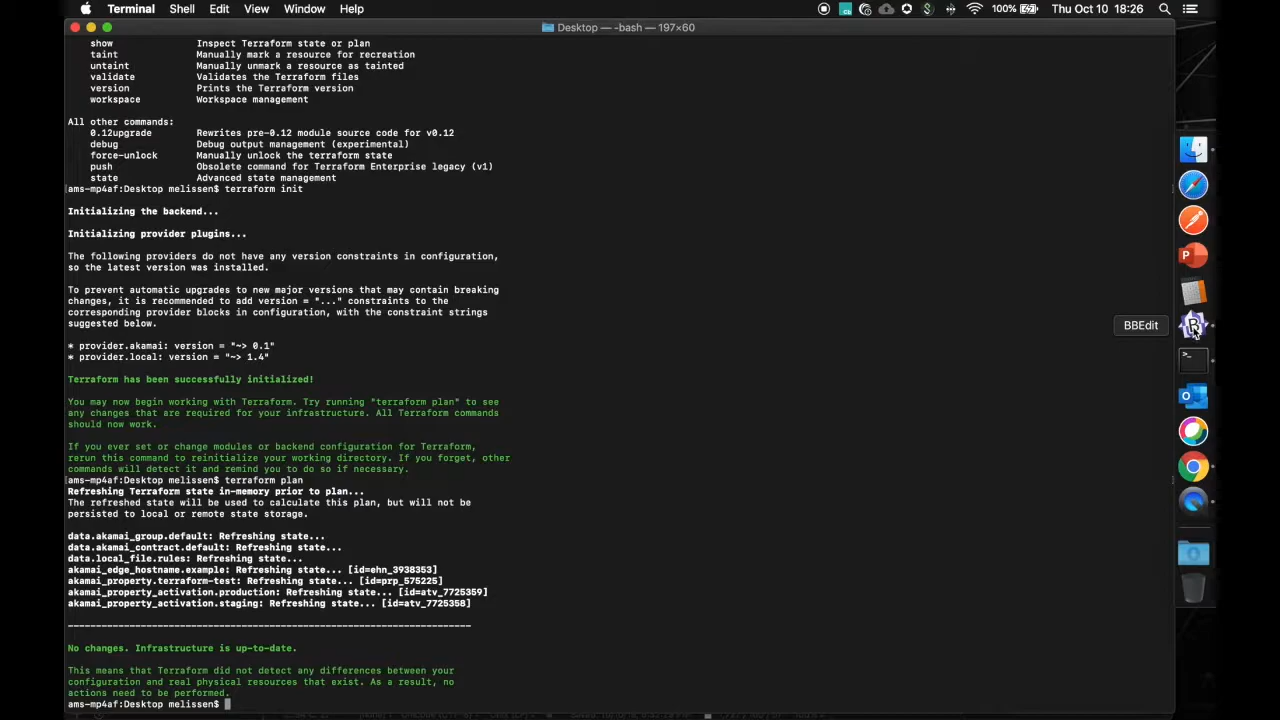 Terminal Shell Edit View Window Help 100% Thu Oct 10 18:26
Desktop — -bash — 197×60
show Inspect Terraform state or plan
taint Manually mark a resource for recreation
untaint Manually unmark a resource as tainted
validate Validates the Terraform files
version Prints the Terraform version
workspace Workspace management
All other commands:
0.12upgrade Rewrites pre-0.12 module source code for v0.12
debug Debug output management (experimental)
force-unlock Manually unlock the terraform state
push Obsolete command for Terraform Enterprise legacy (v1)
state Advanced state management
[ams-mp4af:Desktop melissen$ terraform init
Initializing the backend...
Initializing provider plugins...
The following providers do not have any version constraints in configuration,
so the latest version was installed.
To prevent automatic upgrades to new major versions that may contain breaking
changes, it is recommended to add version = "..." constraints to the
corresponding provider blocks in configuration, with the constraint strings
suggested below.
* provider.akamai: version = "~> 0.1"
* provider.local: version = "~> 1.4"
Terraform has been successfully initialized!
You may now begin working with Terraform. Try running "terraform plan" to see
any changes that are required for your infrastructure. All Terraform commands
should now work.
If you ever set or change modules or backend configuration for Terraform,
rerun this command to reinitialize your working directory. If you forget, other
commands will detect it and remind you to do so if necessary.
[ams-mp4af:Desktop melissen$ terraform plan
Refreshing Terraform state in-memory prior to plan...
The refreshed state will be used to calculate this plan, but will not be
persisted to local or remote state storage.
data.akamai_group.default: Refreshing state...
data.akamai_contract.default: Refreshing state...
data.local_file.rules: Refreshing state...
akamai_edge_hostname.example: Refreshing state... [id=ehn_3938353]
akamai_property.terraform-test: Refreshing state... [id=prp_575225]
akamai_property_activation.production: Refreshing state... [id=atv_7725359]
akamai_property_activation.staging: Refreshing state... [id=atv_7725358]
------------------------------------------------------------------------
No changes. Infrastructure is up-to-date.
This means that Terraform did not detect any differences between your
configuration and real physical resources that exist. As a result, no
actions need to be performed.
ams-mp4af:Desktop melissen$
BBEdit